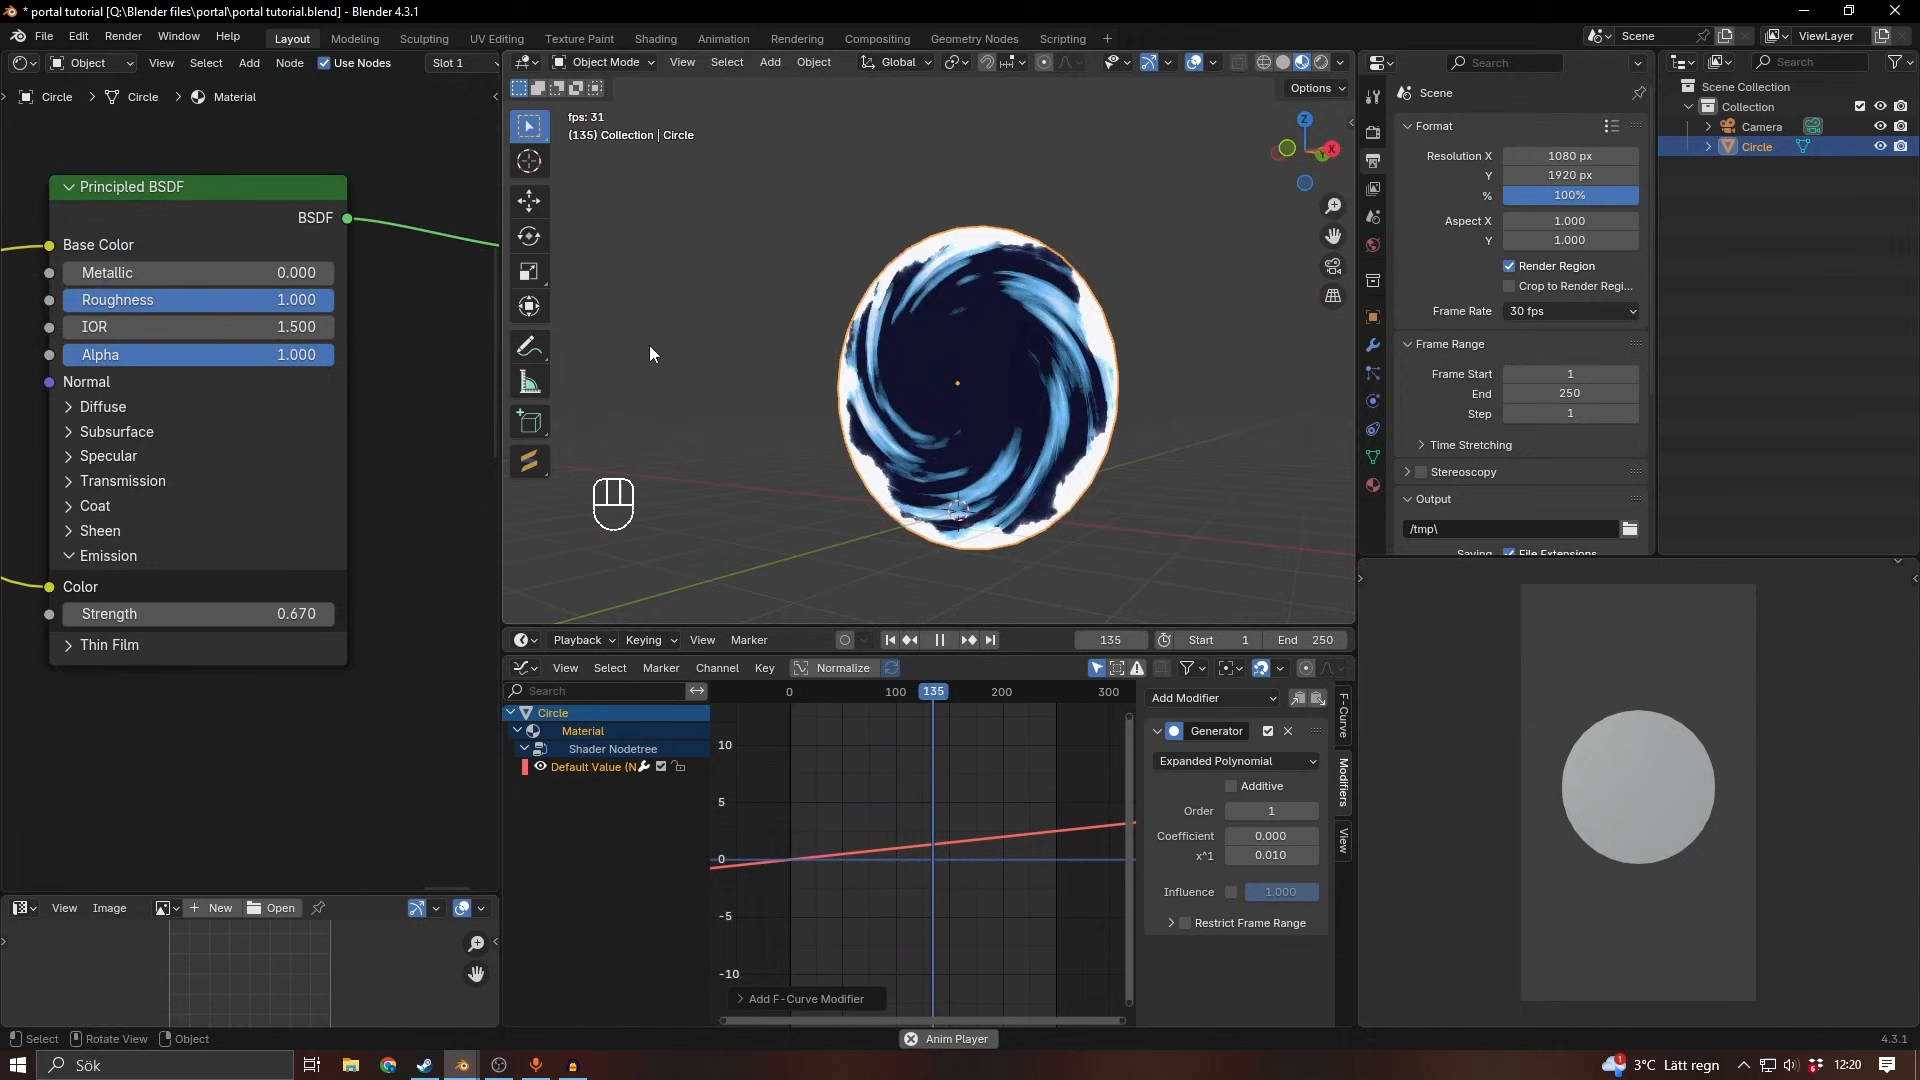 * portal tutorial [Q:\Blender files\portal\portal tutorial.blend] - Blender 4.3.1
File Edit Render Window Help
Layout Modeling Sculpting UV Editing Texture Paint Shading Animation Rendering Compositing Geometry Nodes Scripting +
Scene ViewLayer
Object View Select Add Node Use Nodes Slot 1
Object Mode View Select Add Object Global
Search
Search
Options
Circle > Circle > Material
fps: 31
(135) Collection | Circle
Z
X
Y
Principled BSDF
BSDF
Base Color
Metallic 0.000
Roughness 1.000
IOR 1.500
Alpha 1.000
Normal
Diffuse
Subsurface
Specular
Transmission
Coat
Sheen
Emission
Color
Strength 0.670
Thin Film
Scene
Format
Resolution X 1080 px
Y 1920 px
% 100%
Aspect X 1.000
Y 1.000
Render Region
Crop to Render Regi...
Frame Rate 30 fps
Frame Range
Frame Start 1
End 250
Step 1
Time Stretching
Stereoscopy
Output
/tmp\
Saving File Extensions
Scene Collection
Collection
Camera
Circle
Playback Keying View Marker 135 Start 1 End 250
View Select Marker Channel Key Normalize
Search
0 100 135 200 300
Circle
Material
Shader Nodetree
Default Value (N
10
5
0
-5
-10
Add F-Curve Modifier
Add Modifier
Generator
Expanded Polynomial
Additive
Order 1
Coefficient 0.000
x^1 0.010
Influence 1.000
Restrict Frame Range
F-Curve
Modifiers
View
View Image + New Open
Select Rotate View Object
Anim Player
4.3.1
Sök
1
3°C Lätt regn
12:20